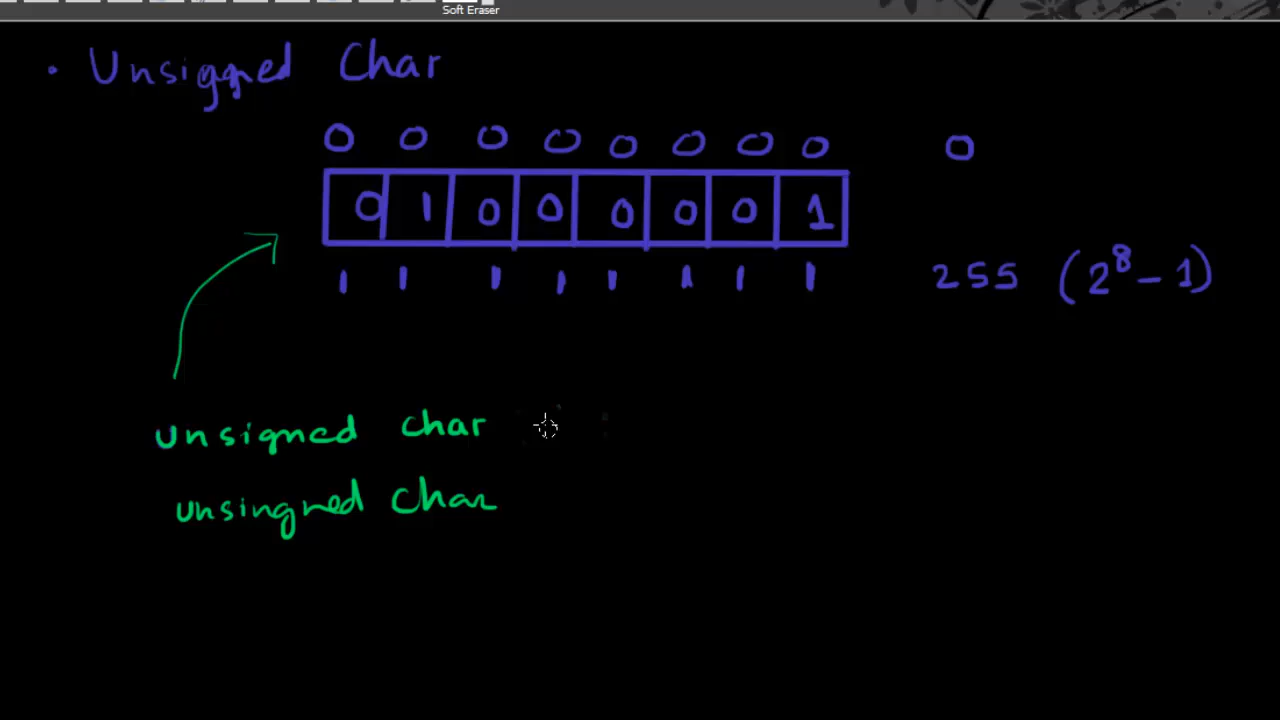 Soft Eraser
• Unsigned Char
0 0 0 0 0 0 0 0 0
0 1 0 0 0 0 0 1
1 1 1 1 1 1 1 1 255 (2^8 - 1)
unsigned char
unsingned Char